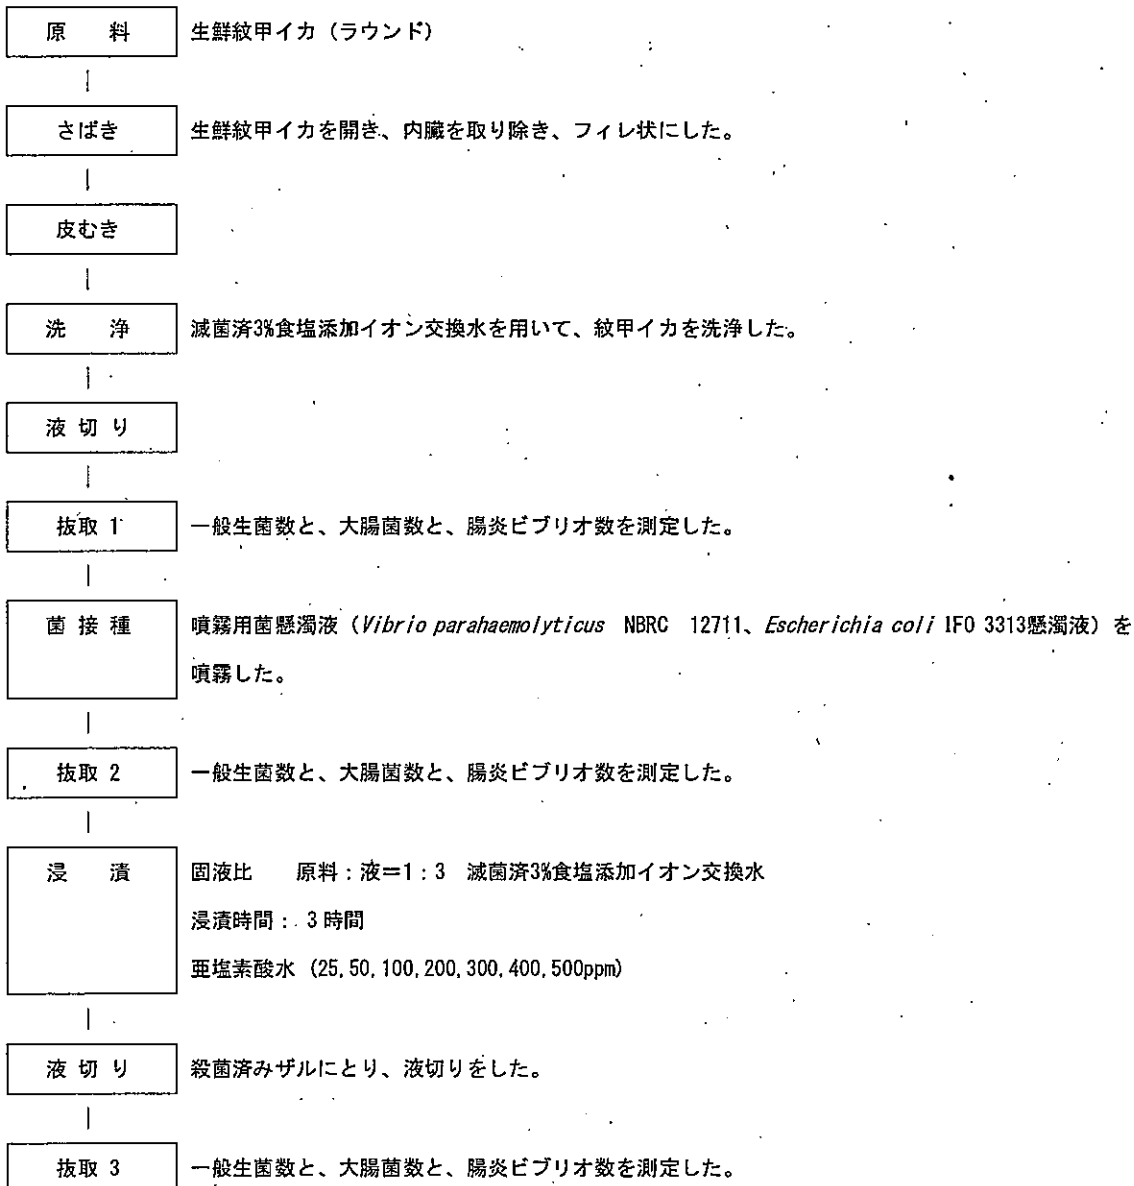 原 料 生鮮紋甲イカ（ラウンド）
さばき 生鮮紋甲イカを開き、内臓を取り除き、フィレ状にした。
皮むき
洗 浄 滅菌済3%食塩添加イオン交換水を用いて、紋甲イカを洗浄した。
液 切 り
抜取 1 一般生菌数と、大腸菌数と、腸炎ビブリオ数を測定した。
菌 接 種 噴霧用菌懸濁液（Vibrio parahaemolyticus NBRC 12711、Escherichia coli IFO 3313懸濁液）を
噴霧した。
抜取 2 一般生菌数と、大腸菌数と、腸炎ビブリオ数を測定した。
浸 漬 固液比 原料：液＝1：3 滅菌済3%食塩添加イオン交換水
浸漬時間：3時間
亜塩素酸水 (25,50,100,200,300,400,500ppm)
液 切 り 殺菌済みザルにとり、液切りをした。
抜取 3 一般生菌数と、大腸菌数と、腸炎ビブリオ数を測定した。